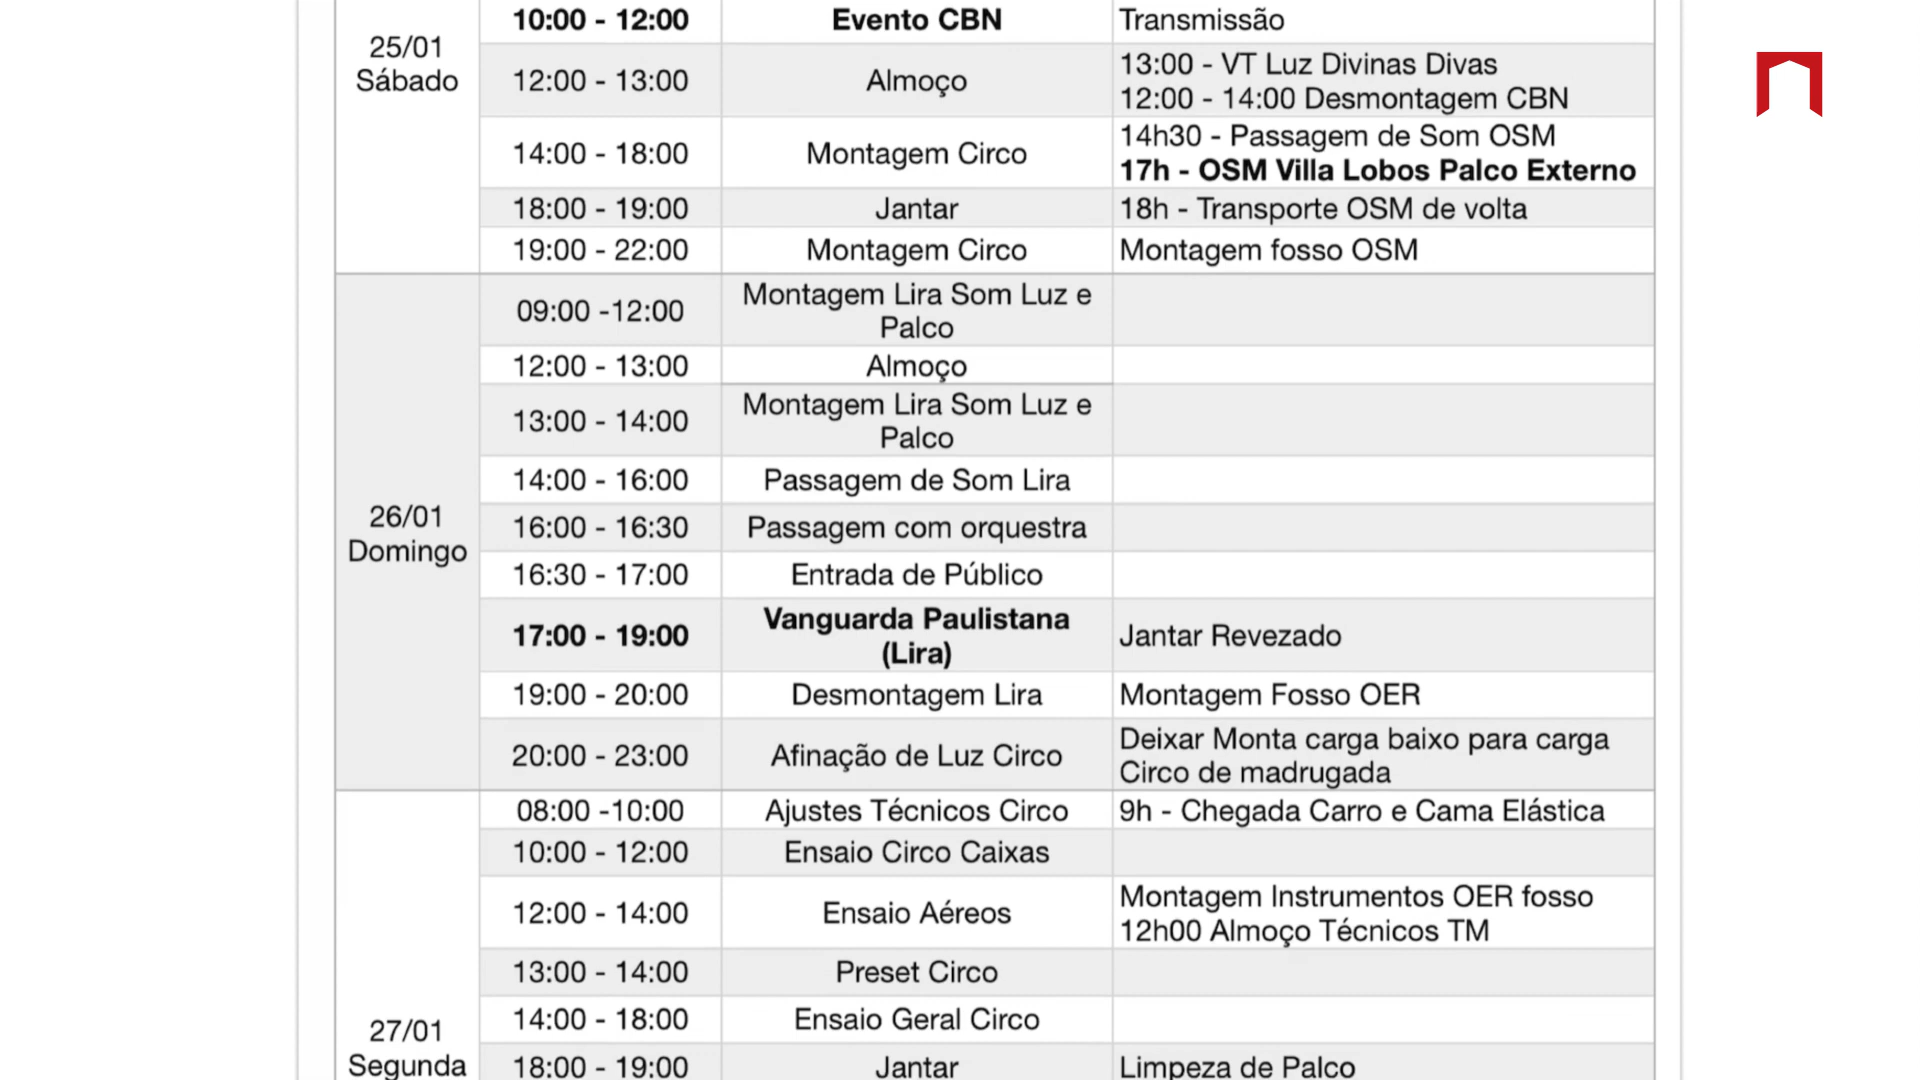 25/01
Sábado
10:00 - 12:00
Evento CBN
Transmissão
12:00 - 13:00
Almoço
13:00 - VT Luz Divinas Divas
12:00 - 14:00 Desmontagem CBN
14:00 - 18:00
Montagem Circo
14h30 - Passagem de Som OSM
17h - OSM Villa Lobos Palco Externo
18:00 - 19:00
Jantar
18h - Transporte OSM de volta
19:00 - 22:00
Montagem Circo
Montagem fosso OSM
26/01
Domingo
09:00 -12:00
Montagem Lira Som Luz e
Palco
12:00 - 13:00
Almoço
13:00 - 14:00
Montagem Lira Som Luz e
Palco
14:00 - 16:00
Passagem de Som Lira
16:00 - 16:30
Passagem com orquestra
16:30 - 17:00
Entrada de Público
17:00 - 19:00
Vanguarda Paulistana
(Lira)
Jantar Revezado
19:00 - 20:00
Desmontagem Lira
Montagem Fosso OER
20:00 - 23:00
Afinação de Luz Circo
Deixar Monta carga baixo para carga
Circo de madrugada
27/01
Segunda
08:00 -10:00
Ajustes Técnicos Circo
9h - Chegada Carro e Cama Elástica
10:00 - 12:00
Ensaio Circo Caixas
12:00 - 14:00
Ensaio Aéreos
Montagem Instrumentos OER fosso
12h00 Almoço Técnicos TM
13:00 - 14:00
Preset Circo
14:00 - 18:00
Ensaio Geral Circo
18:00 - 19:00
Jantar
Limpeza de Palco